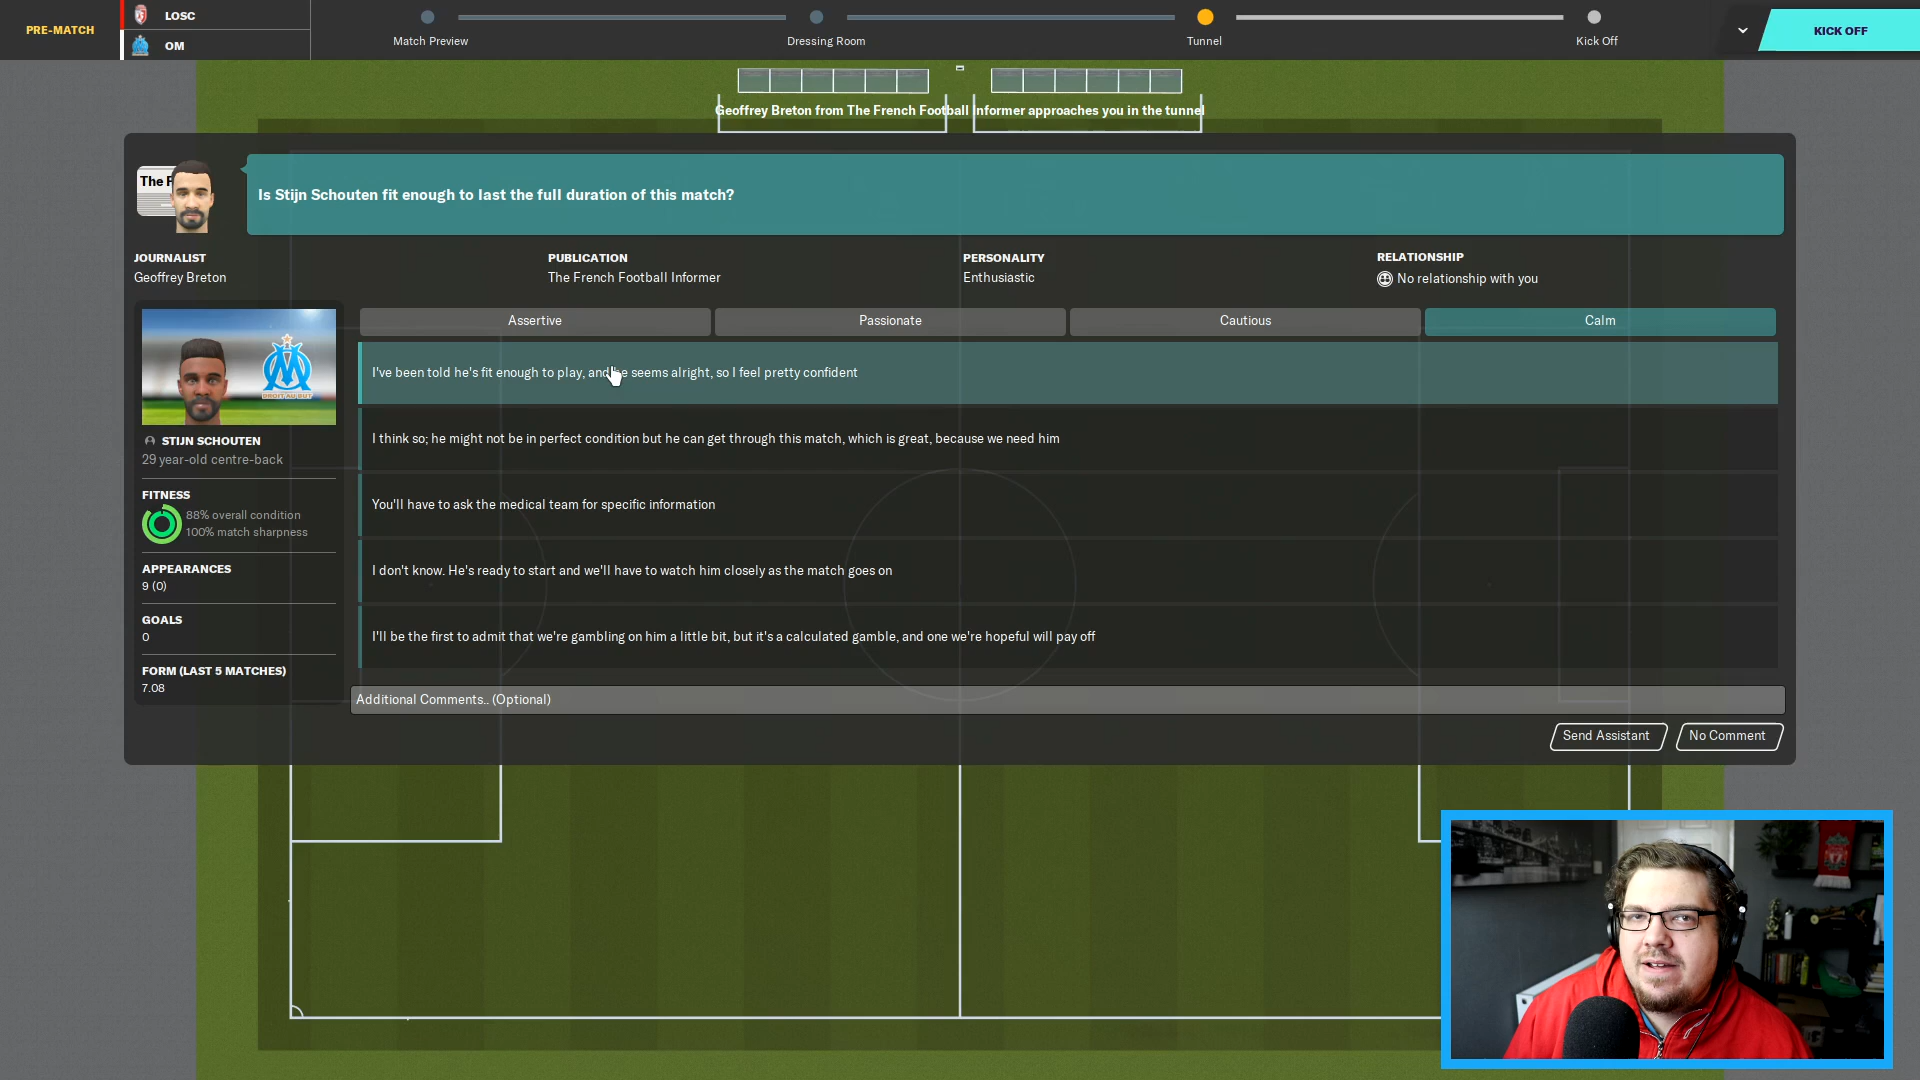 PRE-MATCH
LOSC
OM
Match Preview
Dressing Room
Tunnel
Kick Off
KICK OFF
Geoffrey Breton from The French Football Informer approaches you in the tunnel
The F
Is Stijn Schouten fit enough to last the full duration of this match?
JOURNALIST
Geoffrey Breton
PUBLICATION
The French Football Informer
PERSONALITY
Enthusiastic
RELATIONSHIP
No relationship with you
DROIT AU BUT
STIJN SCHOUTEN
29 year-old centre-back
FITNESS
88% overall condition
100% match sharpness
APPEARANCES
9 (0)
GOALS
0
FORM (LAST 5 MATCHES)
7.08
Assertive
Passionate
Cautious
Calm
I've been told he's fit enough to play, and he seems alright, so I feel pretty confident
I think so; he might not be in perfect condition but he can get through this match, which is great, because we need him
You'll have to ask the medical team for specific information
I don't know. He's ready to start and we'll have to watch him closely as the match goes on
I'll be the first to admit that we're gambling on him a little bit, but it's a calculated gamble, and one we're hopeful will pay off
Additional Comments.. (Optional)
Send Assistant
No Comment